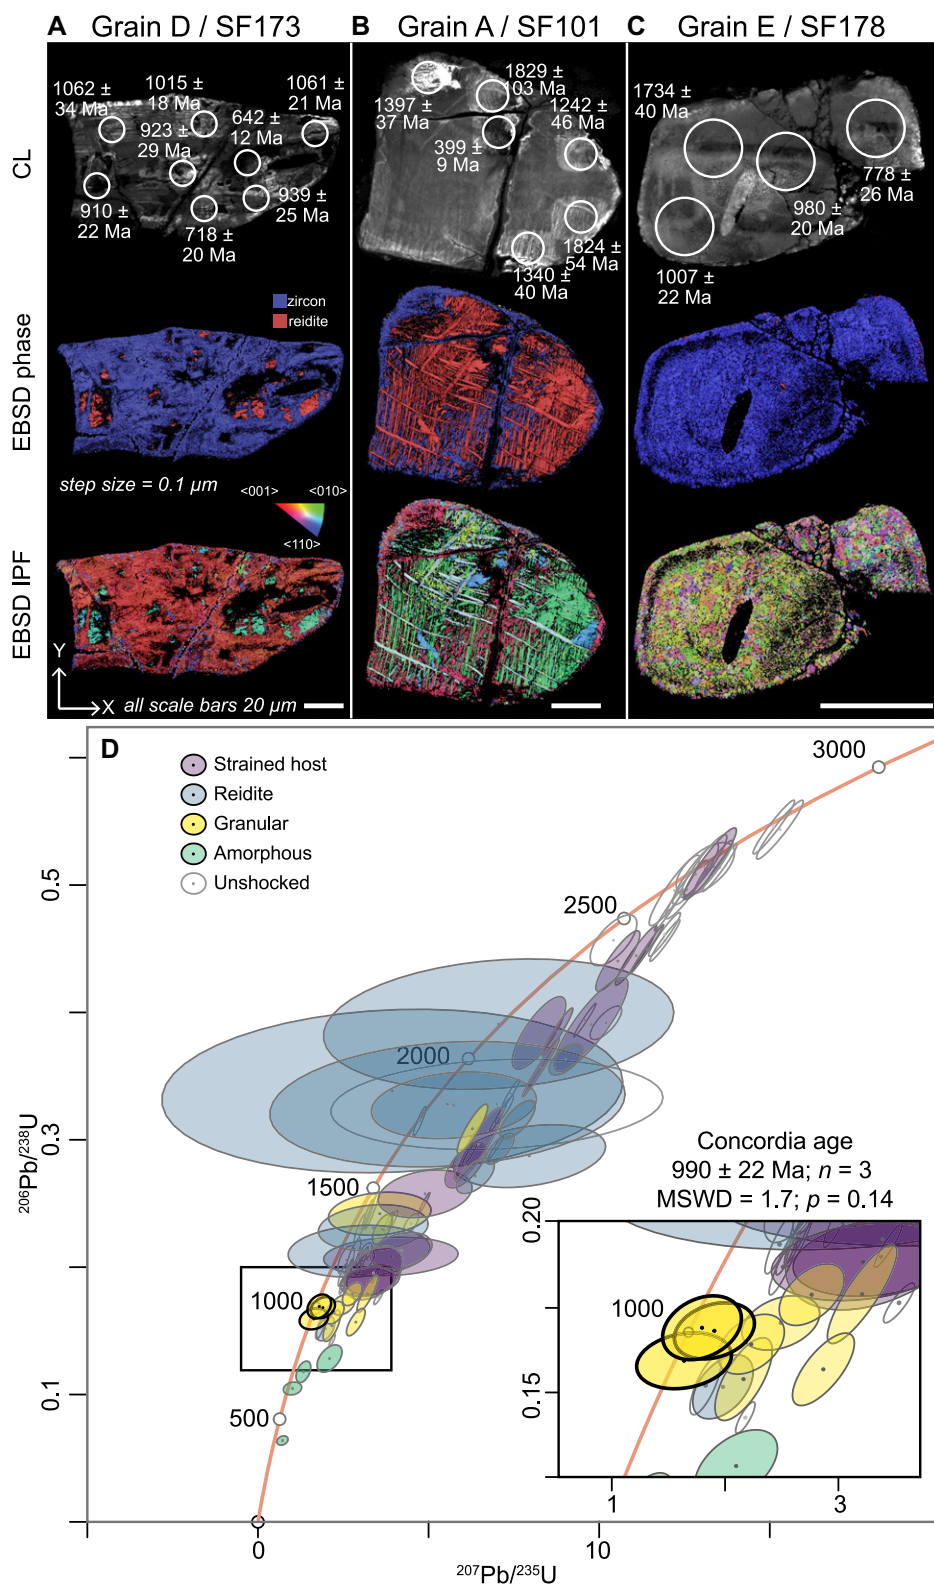 A Grain D / SF173
B Grain A / SF101
C Grain E / SF178
CL
1062 ±
34 Ma
1015 ±
18 Ma
1061 ±
21 Ma
923 ±
29 Ma
642 ±
12 Ma
910 ±
22 Ma
718 ±
20 Ma
939 ±
25 Ma
1397 ±
37 Ma
1829 ±
103 Ma
1242 ±
46 Ma
399 ±
9 Ma
1340 ±
40 Ma
1824 ±
54 Ma
1734 ±
40 Ma
778 ±
26 Ma
980 ±
20 Ma
1007 ±
22 Ma
EBSD phase
zircon
reidite
step size = 0.1 µm
<001>
<010>
<110>
EBSD IPF
Y
X
all scale bars 20 µm
D
Strained host
Reidite
Granular
Amorphous
Unshocked
3000
2500
2000
1500
1000
500
0.5
0.3
0.1
²⁰⁶Pb/²³⁸U
0
10
²⁰⁷Pb/²³⁵U
Concordia age
990 ± 22 Ma; n = 3
MSWD = 1.7; p = 0.14
0.20
0.15
1000
1
3